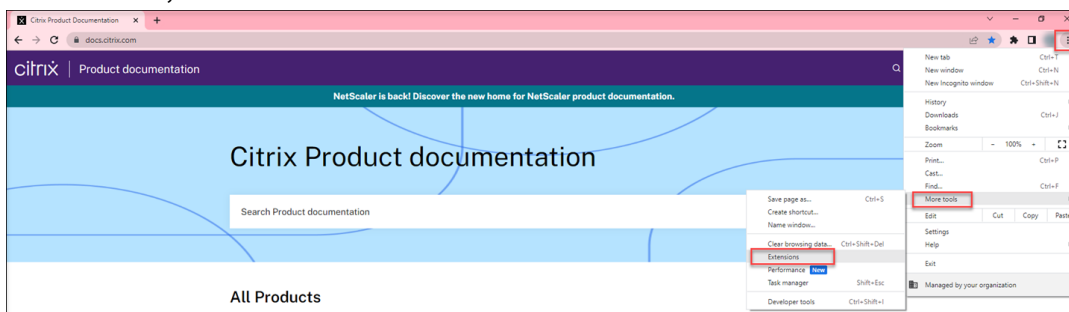 Citrix Product Documentation
docs.citrix.com
citrix | Product documentation
NetScaler is back! Discover the new home for NetScaler product documentation.
Citrix Product documentation
Search Product documentation
All Products
New tab Ctrl+T
New window Ctrl+N
New Incognito window Ctrl+Shift+N
History
Downloads Ctrl+J
Bookmarks
Zoom - 100% +
Print... Ctrl+P
Cast...
Find... Ctrl+F
More tools
Edit Cut Copy Paste
Settings
Help
Exit
Managed by your organization
Save page as... Ctrl+S
Create shortcut...
Name window...
Clear browsing data... Ctrl+Shift+Del
Extensions
Performance New
Task manager Shift+Esc
Developer tools Ctrl+Shift+I